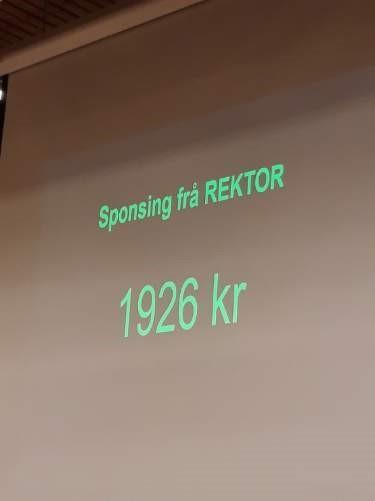 Sponsing frå REKTOR
1926 kr